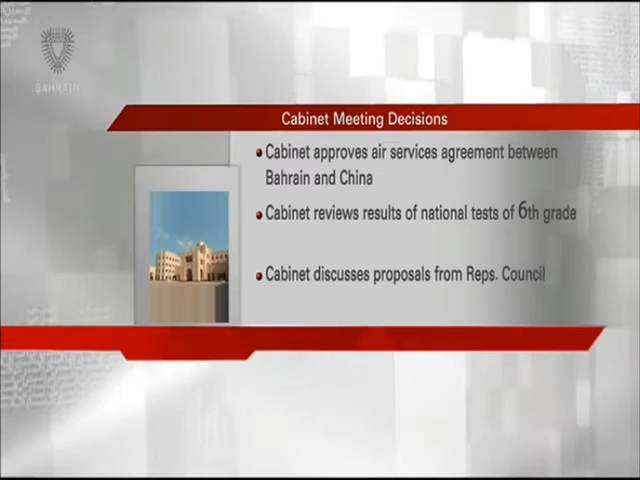 BAHRAIN
Cabinet Meeting Decisions
Cabinet approves air services agreement between
Bahrain and China
Cabinet reviews results of national tests of 6th grade
Cabinet discusses proposals from Reps. Council